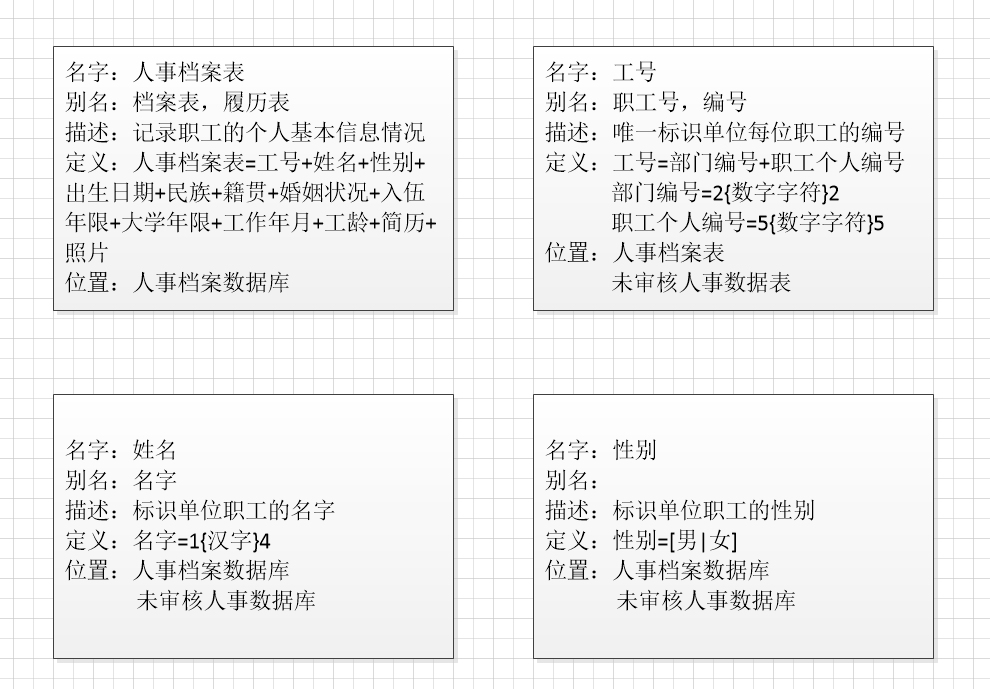 名字：人事档案表
别名：档案表，履历表
描述：记录职工的个人基本信息情况
定义：人事档案表=工号+姓名+性别+
出生日期+民族+籍贯+婚姻状况+入伍
年限+大学年限+工作年月+工龄+简历+
照片
位置：人事档案数据库
名字：工号
别名：职工号，编号
描述：唯一标识单位每位职工的编号
定义：工号=部门编号+职工个人编号
部门编号=2{数字字符}2
职工个人编号=5{数字字符}5
位置：人事档案表
未审核人事数据表
名字：姓名
别名：名字
描述：标识单位职工的名字
定义：名字=1{汉字}4
位置：人事档案数据库
未审核人事数据库
名字：性别
别名：
描述：标识单位职工的性别
定义：性别=[男|女]
位置：人事档案数据库
未审核人事数据库